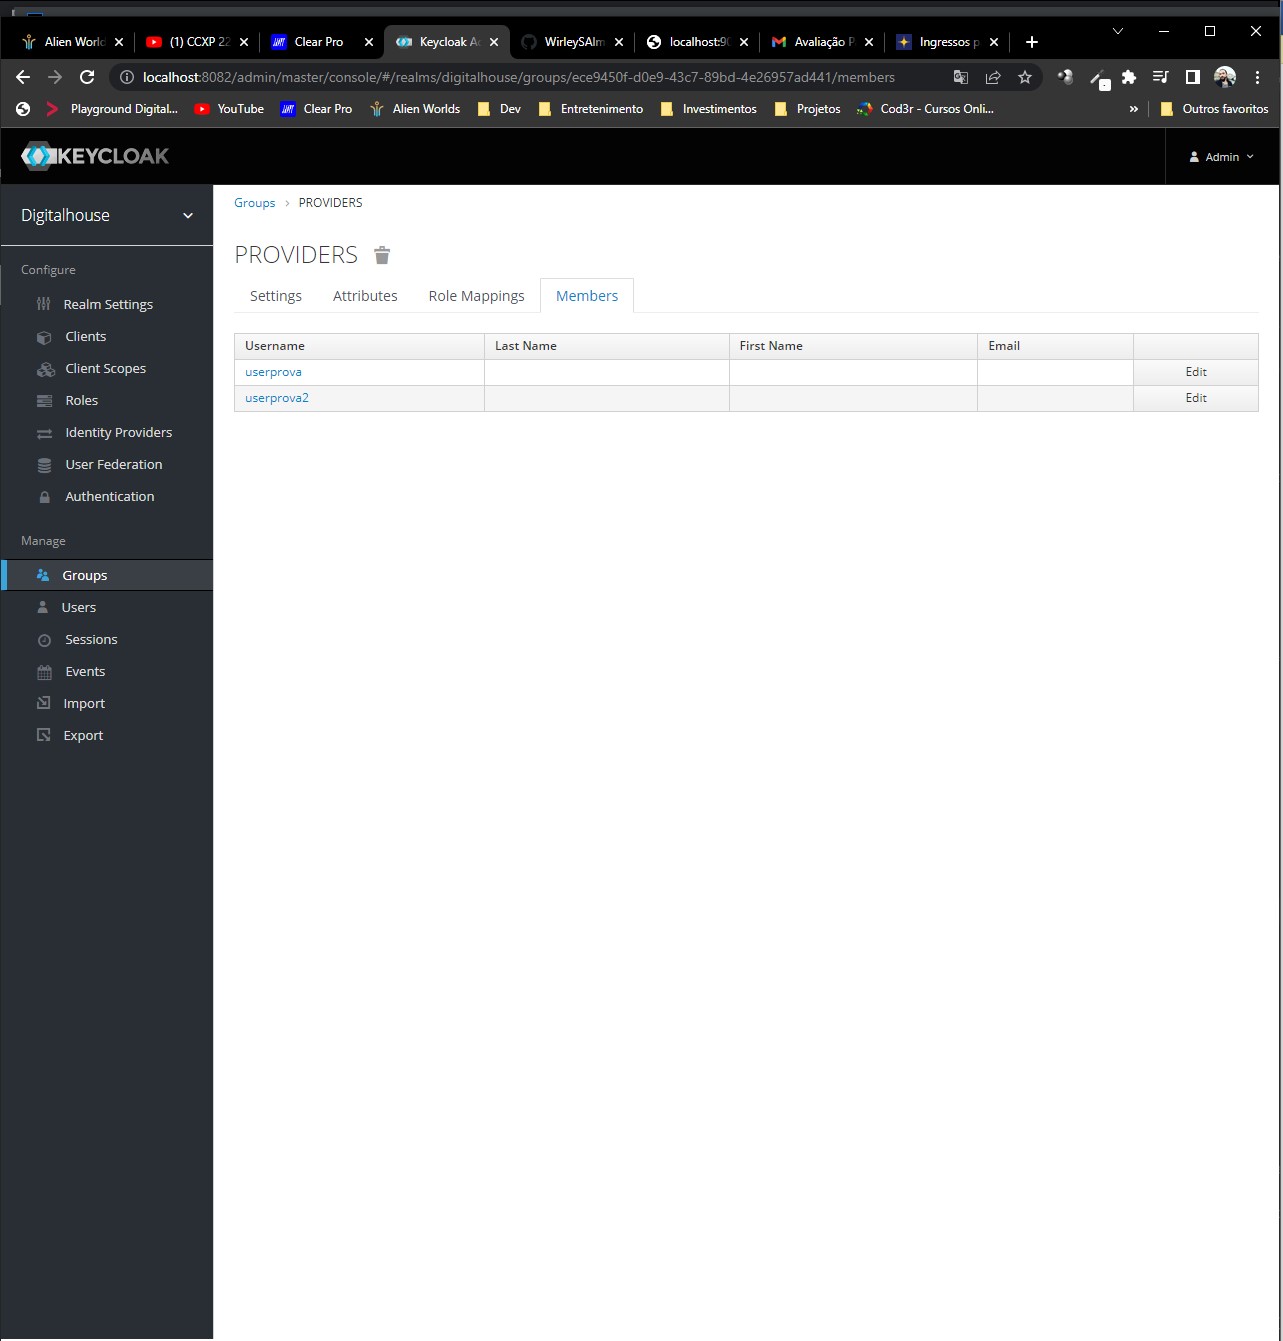 Alien World
(1) CCXP 22
Clear Pro
Keycloak Ad
WirleySAlm
localhost:90
Avaliação P
Ingressos p
localhost:8082/admin/master/console/#/realms/digitalhouse/groups/ece9450f-d0e9-43c7-89bd-4e26957ad441/members
Playground Digital... YouTube Clear Pro Alien Worlds Dev Entretenimento Investimentos Projetos Cod3r - Cursos Onli... » Outros favoritos
KEYCLOAK
Admin
Digitalhouse
Configure
Realm Settings
Clients
Client Scopes
Roles
Identity Providers
User Federation
Authentication
Manage
Groups
Users
Sessions
Events
Import
Export
Groups > PROVIDERS
PROVIDERS
Settings Attributes Role Mappings Members
Username Last Name First Name Email
userprova Edit
userprova2 Edit